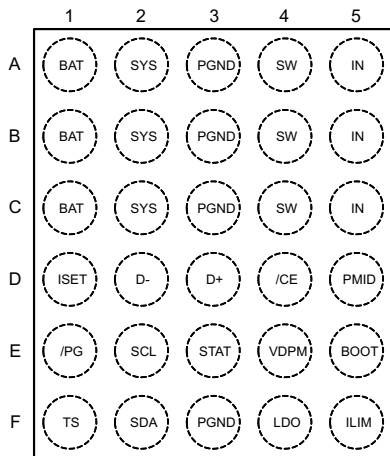 1 2 3 4 5
A BAT SYS PGND SW IN
B BAT SYS PGND SW IN
C BAT SYS PGND SW IN
D ISET D- D+ /CE PMID
E /PG SCL STAT VDPM BOOT
F TS SDA PGND LDO ILIM